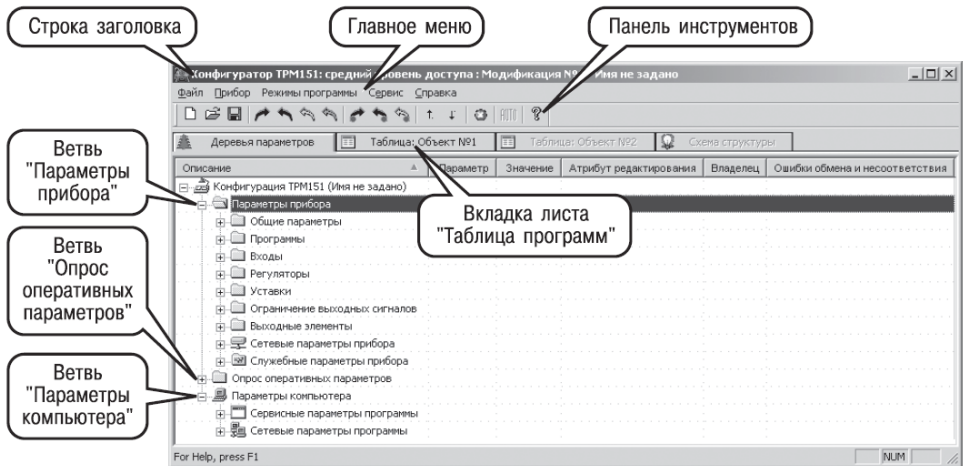 Строка заголовка
Главное меню
Панель инструментов
Конфигуратор ТРМ151: средний уровень доступа : Модификация № Имя не задано
Файл Прибор Режимы программы Сервис Справка
Деревья параметров Таблица: Объект №1 Таблица: Объект №2 Схема структуры
Описание Параметр Значение Атрибут редактирования Владелец Ошибки обмена и несоответствия
Ветвь
"Параметры
прибора"
Конфигурация ТРМ151 (Имя не задано)
Параметры прибора
Общие параметры
Программы
Входы
Регуляторы
Уставки
Ограничение выходных сигналов
Выходные элементы
Сетевые параметры прибора
Служебные параметры прибора
Опрос оперативных параметров
Параметры компьютера
Сервисные параметры программы
Сетевые параметры программы
Вкладка листа
"Таблица программ"
Ветвь
"Опрос
оперативных
параметров"
Ветвь
"Параметры
компьютера"
For Help, press F1
NUM